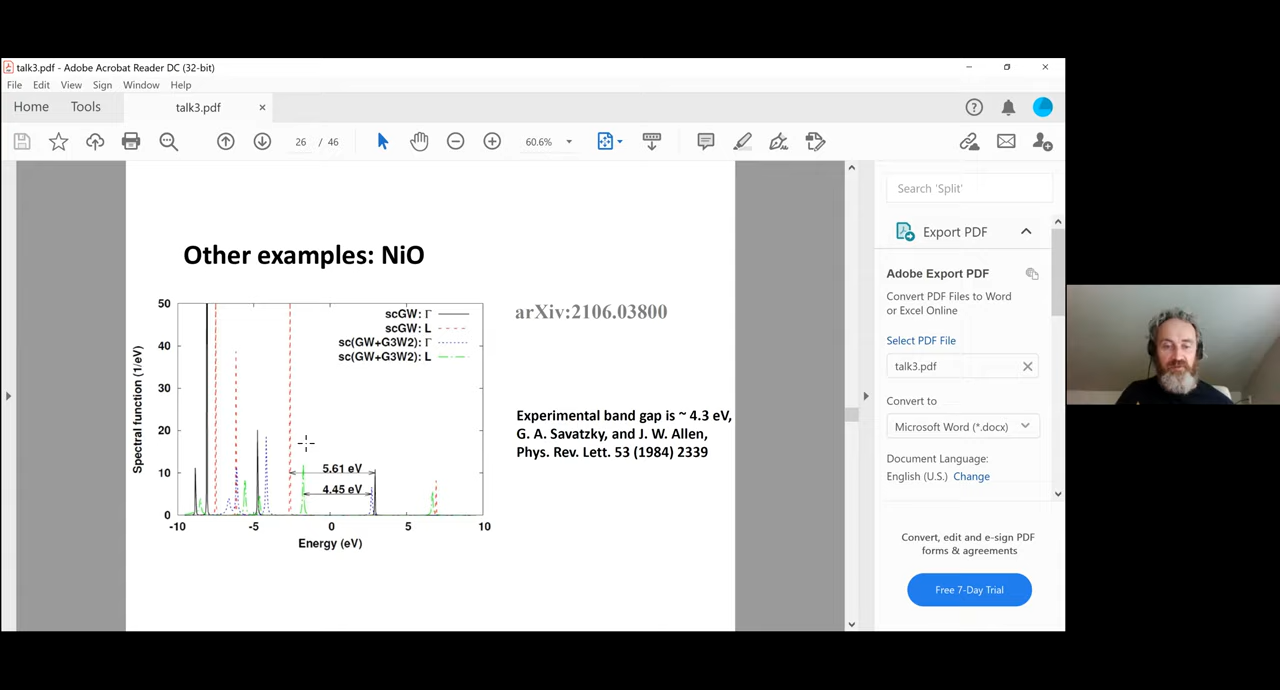 talk3.pdf - Adobe Acrobat Reader DC (32-bit)
File Edit View Sign Window Help
Home Tools talk3.pdf
26 / 46 60.6%
Other examples: NiO
50
40
30
20
10
0
Spectral function (1/eV)
scGW: Γ
scGW: L
sc(GW+G3W2): Γ
sc(GW+G3W2): L
5.61 eV
4.45 eV
-10 -5 0 5 10
Energy (eV)
arXiv:2106.03800
Experimental band gap is ~ 4.3 eV,
G. A. Savatzky, and J. W. Allen,
Phys. Rev. Lett. 53 (1984) 2339
Search 'Split'
Export PDF
Adobe Export PDF
Convert PDF Files to Word
or Excel Online
Select PDF File
talk3.pdf
Convert to
Microsoft Word (*.docx)
Document Language:
English (U.S.) Change
Convert, edit and e-sign PDF
forms & agreements
Free 7-Day Trial